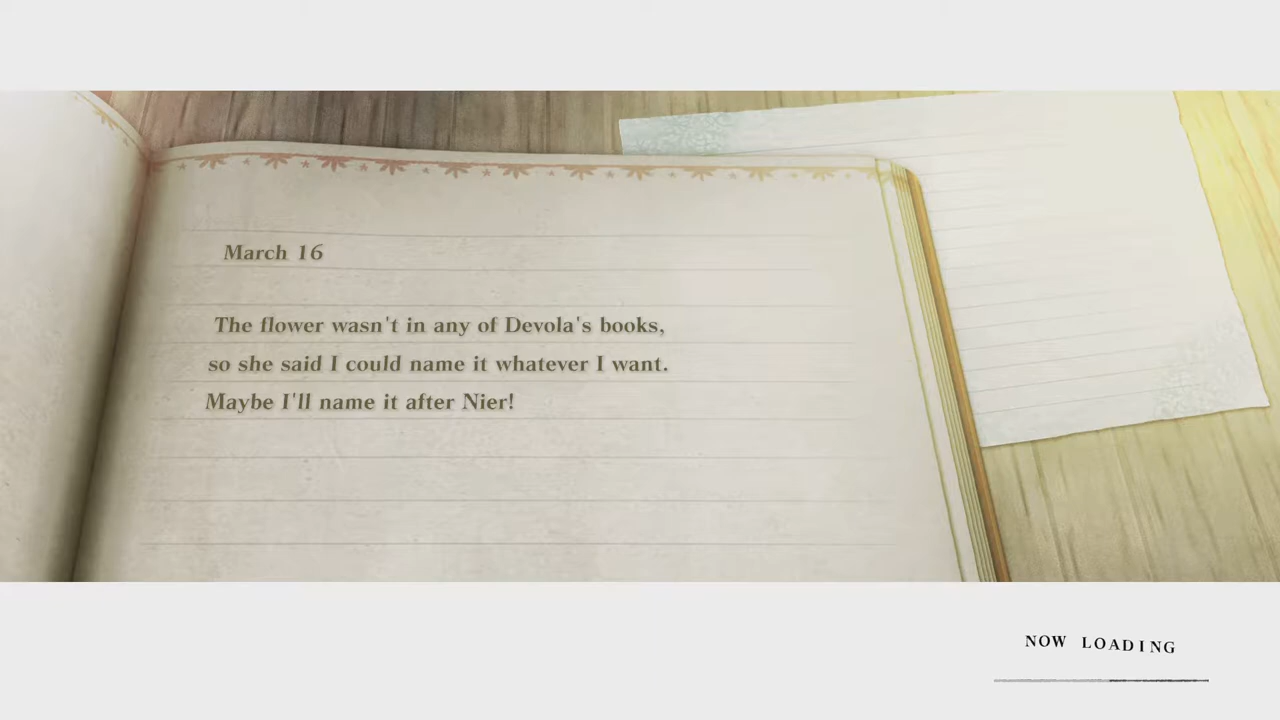 March 16
The flower wasn't in any of Devola's books,
so she said I could name it whatever I want.
Maybe I'll name it after Nier!
NOW LOADING